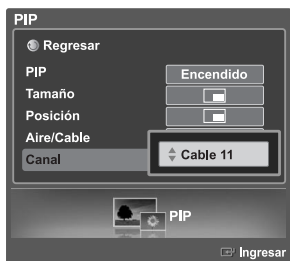 PIP
Regresar
PIP Encendido
Tamaño
Posición
Aire/Cable
Canal Cable 11
PIP
Ingresar